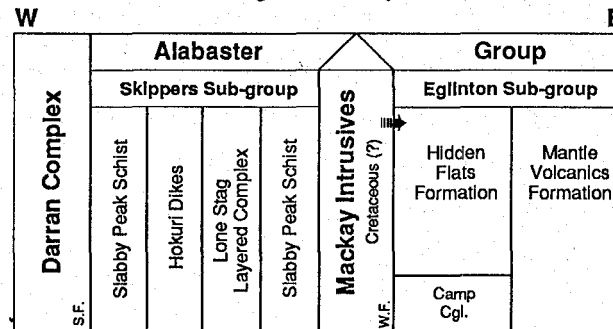 W
E
Alabaster
Group
Skippers Sub-group
Eglinton Sub-group
Darran Complex
S.F.
Slabby Peak Schist
Hokuri Dikes
Lone Stag
Layered Complex
Slabby Peak Schist
Mackay Intrusives
Cretaceous (?)
W.F.
Hidden
Flats
Formation
Mantle
Volcanics
Formation
Camp
Cgl.